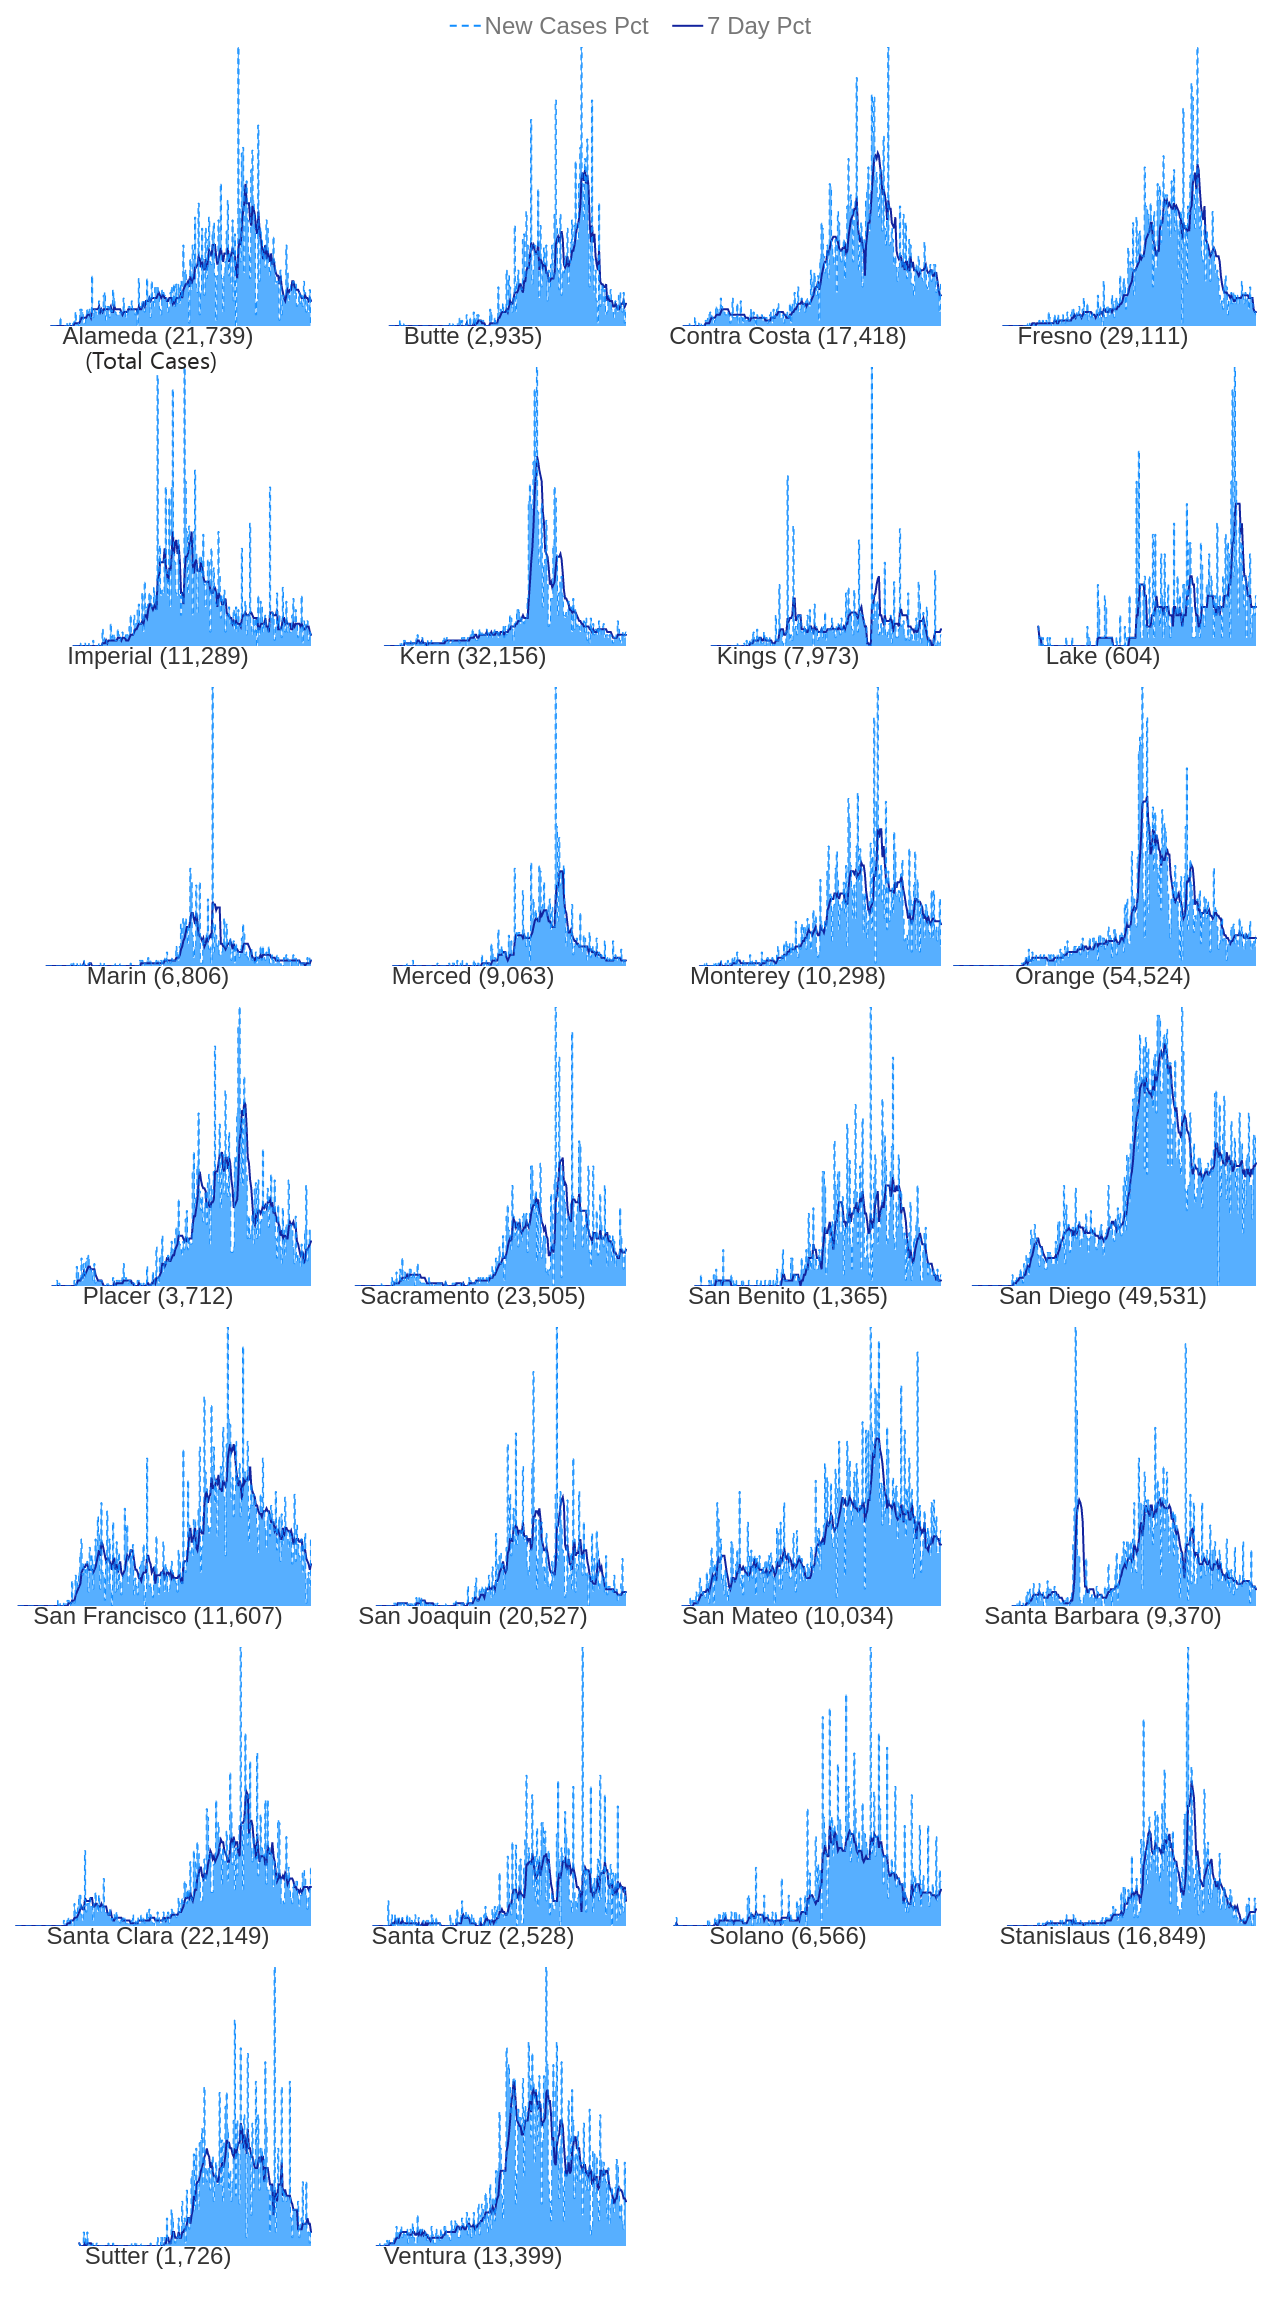 New Cases Pct 7 Day Pct
Alameda (21,739) Butte (2,935) Contra Costa (17,418) Fresno (29,111)
(Total Cases)
Imperial (11,289) Kern (32,156) Kings (7,973) Lake (604)
Marin (6,806) Merced (9,063) Monterey (10,298) Orange (54,524)
Placer (3,712) Sacramento (23,505) San Benito (1,365) San Diego (49,531)
San Francisco (11,607) San Joaquin (20,527) San Mateo (10,034) Santa Barbara (9,370)
Santa Clara (22,149) Santa Cruz (2,528) Solano (6,566) Stanislaus (16,849)
Sutter (1,726) Ventura (13,399)